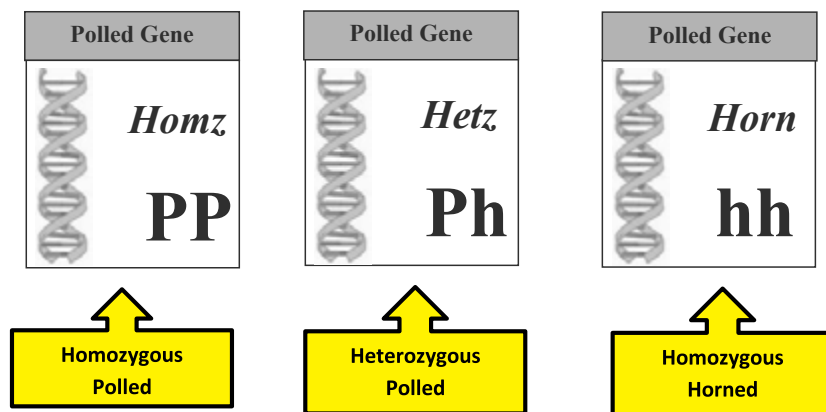 Polled Gene
Homz
PP
Homozygous
Polled
Polled Gene
Hetz
Ph
Heterozygous
Polled
Polled Gene
Horn
hh
Homozygous
Horned